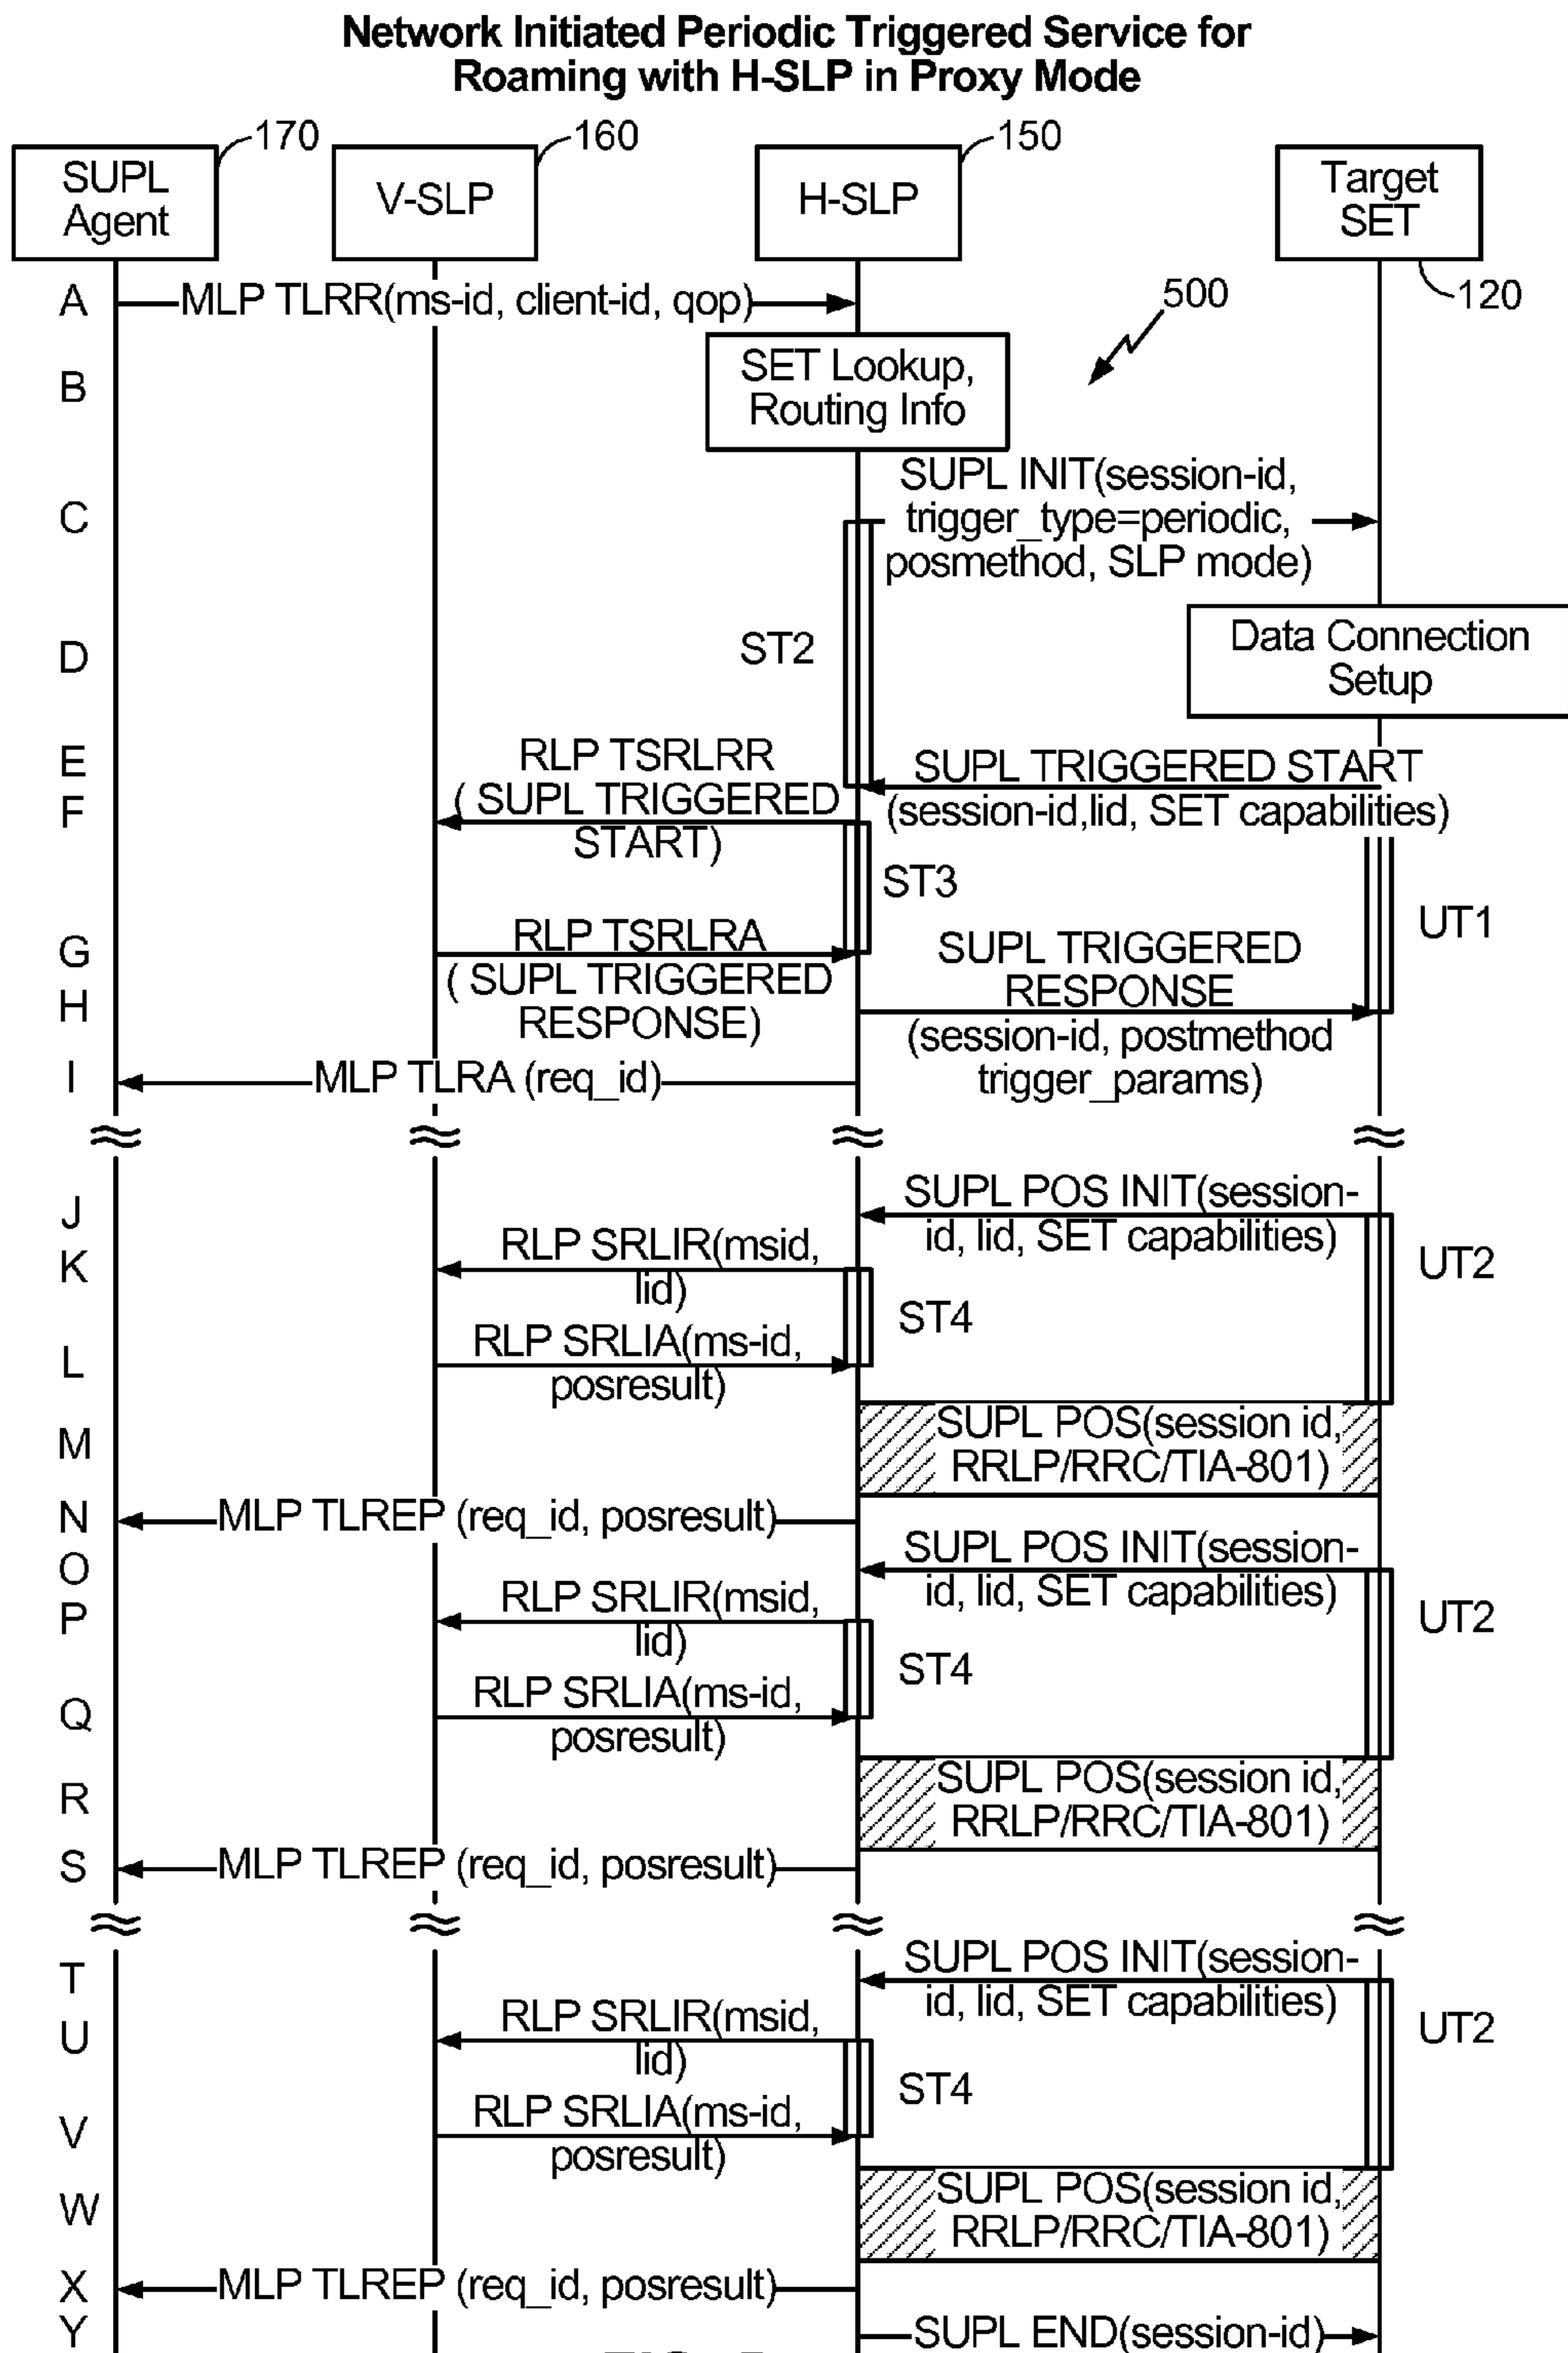 Network Initiated Periodic Triggered Service for
Roaming with H-SLP in Proxy Mode
170
160
150
SUPL
Agent
V-SLP
H-SLP
Target
SET
120
500
A
MLP TLRR(ms-id, client-id, qop)
B
SET Lookup,
Routing Info
C
SUPL INIT(session-id,
trigger_type=periodic,
posmethod, SLP mode)
D
ST2
Data Connection
Setup
E
SUPL TRIGGERED START
(session-id,lid, SET capabilities)
F
RLP TSRLRR
( SUPL TRIGGERED
START)
ST3
UT1
G
RLP TSRLRA
( SUPL TRIGGERED
RESPONSE)
H
SUPL TRIGGERED
RESPONSE
(session-id, postmethod
trigger_params)
I
MLP TLRA (req_id)
J
SUPL POS INIT(session-
id, lid, SET capabilities)
K
RLP SRLIR(msid,
lid)
UT2
ST4
L
RLP SRLIA(ms-id,
posresult)
M
SUPL POS(session id,
RRLP/RRC/TIA-801)
N
MLP TLREP (req_id, posresult)
O
SUPL POS INIT(session-
id, lid, SET capabilities)
P
RLP SRLIR(msid,
lid)
UT2
ST4
Q
RLP SRLIA(ms-id,
posresult)
R
SUPL POS(session id,
RRLP/RRC/TIA-801)
S
MLP TLREP (req_id, posresult)
T
SUPL POS INIT(session-
id, lid, SET capabilities)
U
RLP SRLIR(msid,
lid)
UT2
ST4
V
RLP SRLIA(ms-id,
posresult)
W
SUPL POS(session id,
RRLP/RRC/TIA-801)
X
MLP TLREP (req_id, posresult)
Y
SUPL END(session-id)